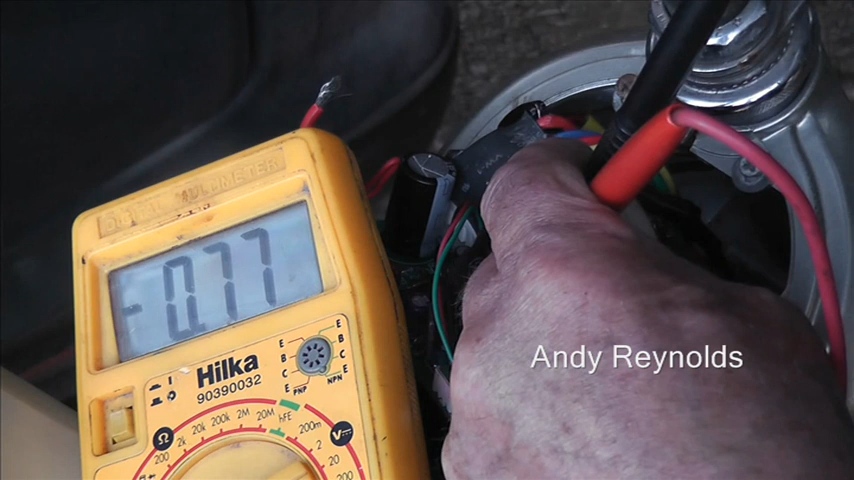 DIGITAL MULTIMETER
-0.77
Hilka
90390032
E
B
C
E
PNP
E
B
C
E
NPN
Ω
200
2k
20k
200k
2M
20M
hFE
200m
2
20
200
V
Andy Reynolds